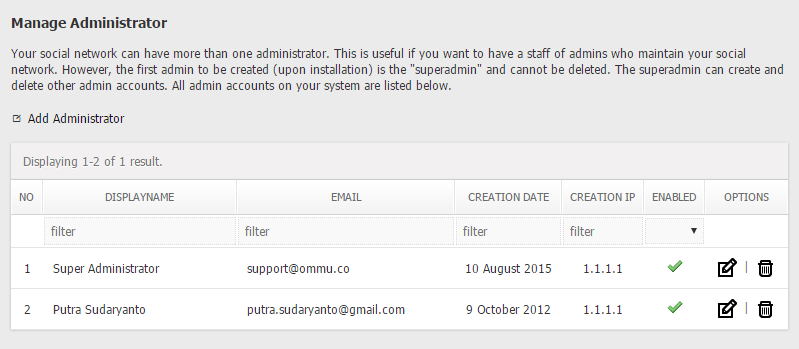 Manage Administrator
Your social network can have more than one administrator. This is useful if you want to have a staff of admins who maintain your social
network. However, the first admin to be created (upon installation) is the "superadmin" and cannot be deleted. The superadmin can create and
delete other admin accounts. All admin accounts on your system are listed below.
Add Administrator
Displaying 1-2 of 1 result.
NO DISPLAYNAME EMAIL CREATION DATE CREATION IP ENABLED OPTIONS
filter filter filter filter
1 Super Administrator support@ommu.co 10 August 2015 1.1.1.1 |
2 Putra Sudaryanto putra.sudaryanto@gmail.com 9 October 2012 1.1.1.1 |